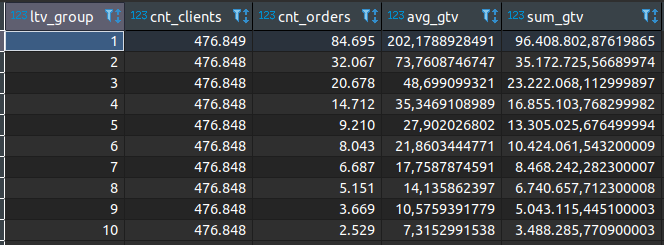 123 ltv_group 123 cnt_clients 123 cnt_orders 123 avg_gtv 123 sum_gtv
1 476.849 84.695 202,1788928491 96.408.802,87619865
2 476.848 32.067 73,7608746747 35.172.725,56689974
3 476.848 20.678 48,699099321 23.222.068,112999897
4 476.848 14.712 35,3469108989 16.855.103,768299982
5 476.848 9.210 27,902026802 13.305.025,676499994
6 476.848 8.043 21,8603444771 10.424.061,543200009
7 476.848 6.687 17,7587874591 8.468.242,282300007
8 476.848 5.151 14,135862397 6.740.657,712300008
9 476.848 3.669 10,5759391779 5.043.115,445100003
10 476.848 2.529 7,3152991538 3.488.285,770900003